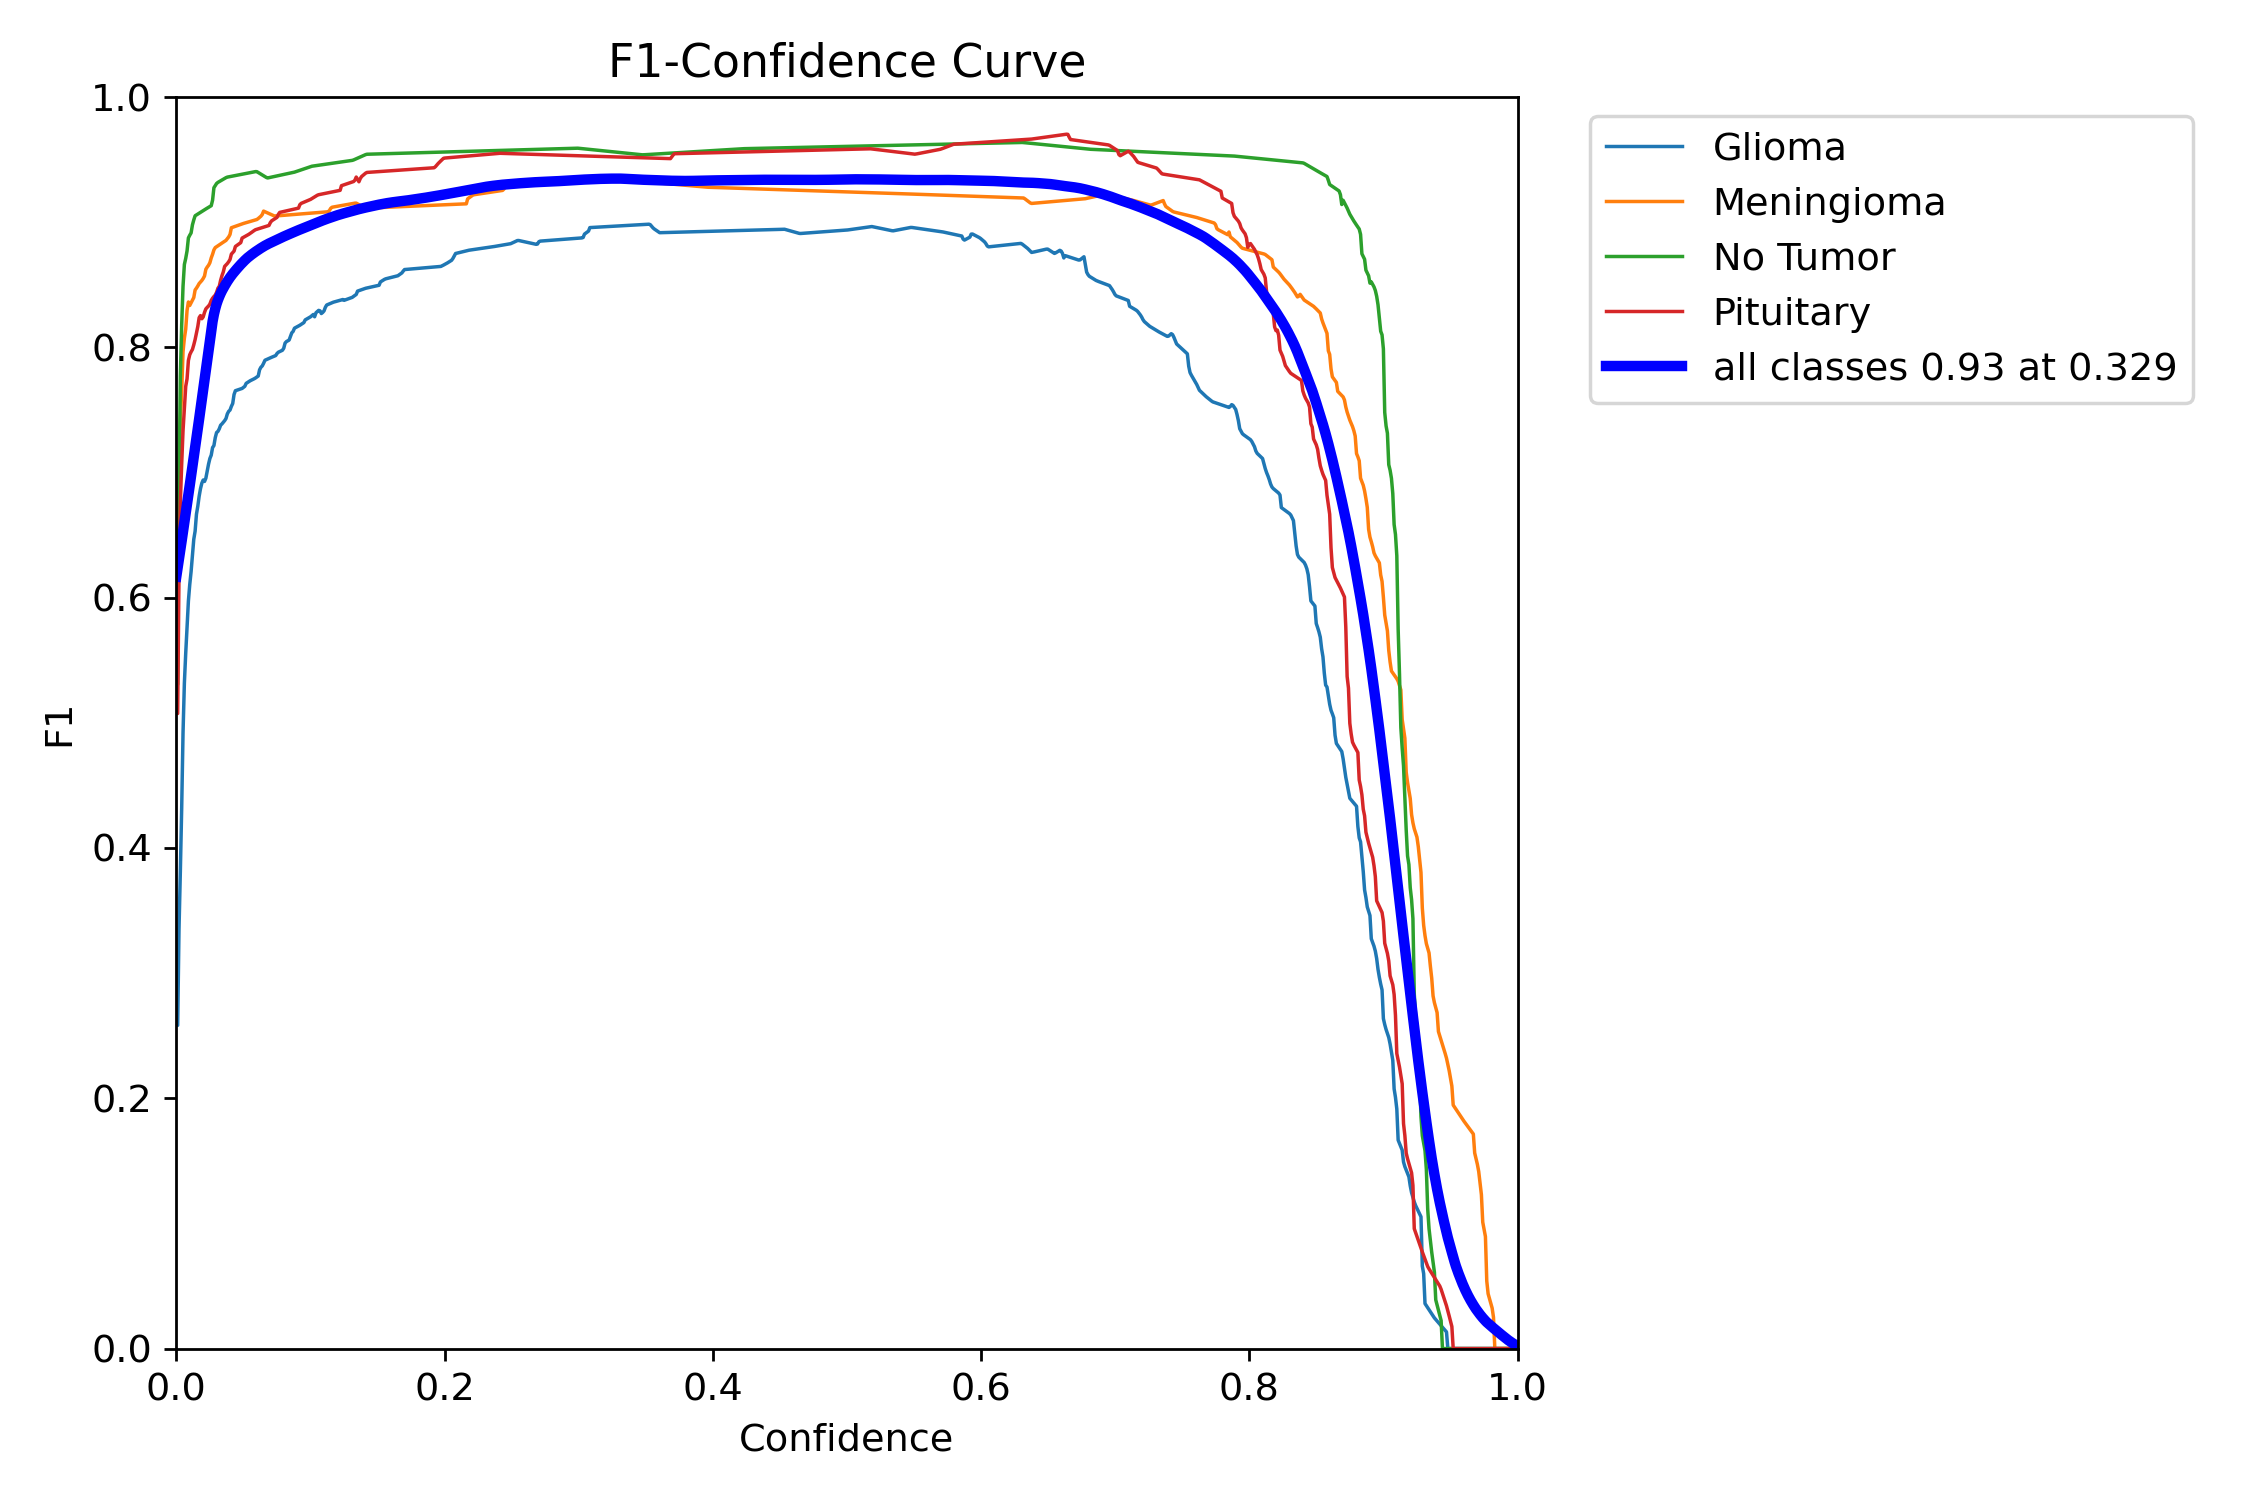 F1-Confidence Curve
1.0
0.8
0.6
0.4
0.2
0.0
F1
0.0 0.2 0.4 0.6 0.8 1.0
Confidence
Glioma
Meningioma
No Tumor
Pituitary
all classes 0.93 at 0.329